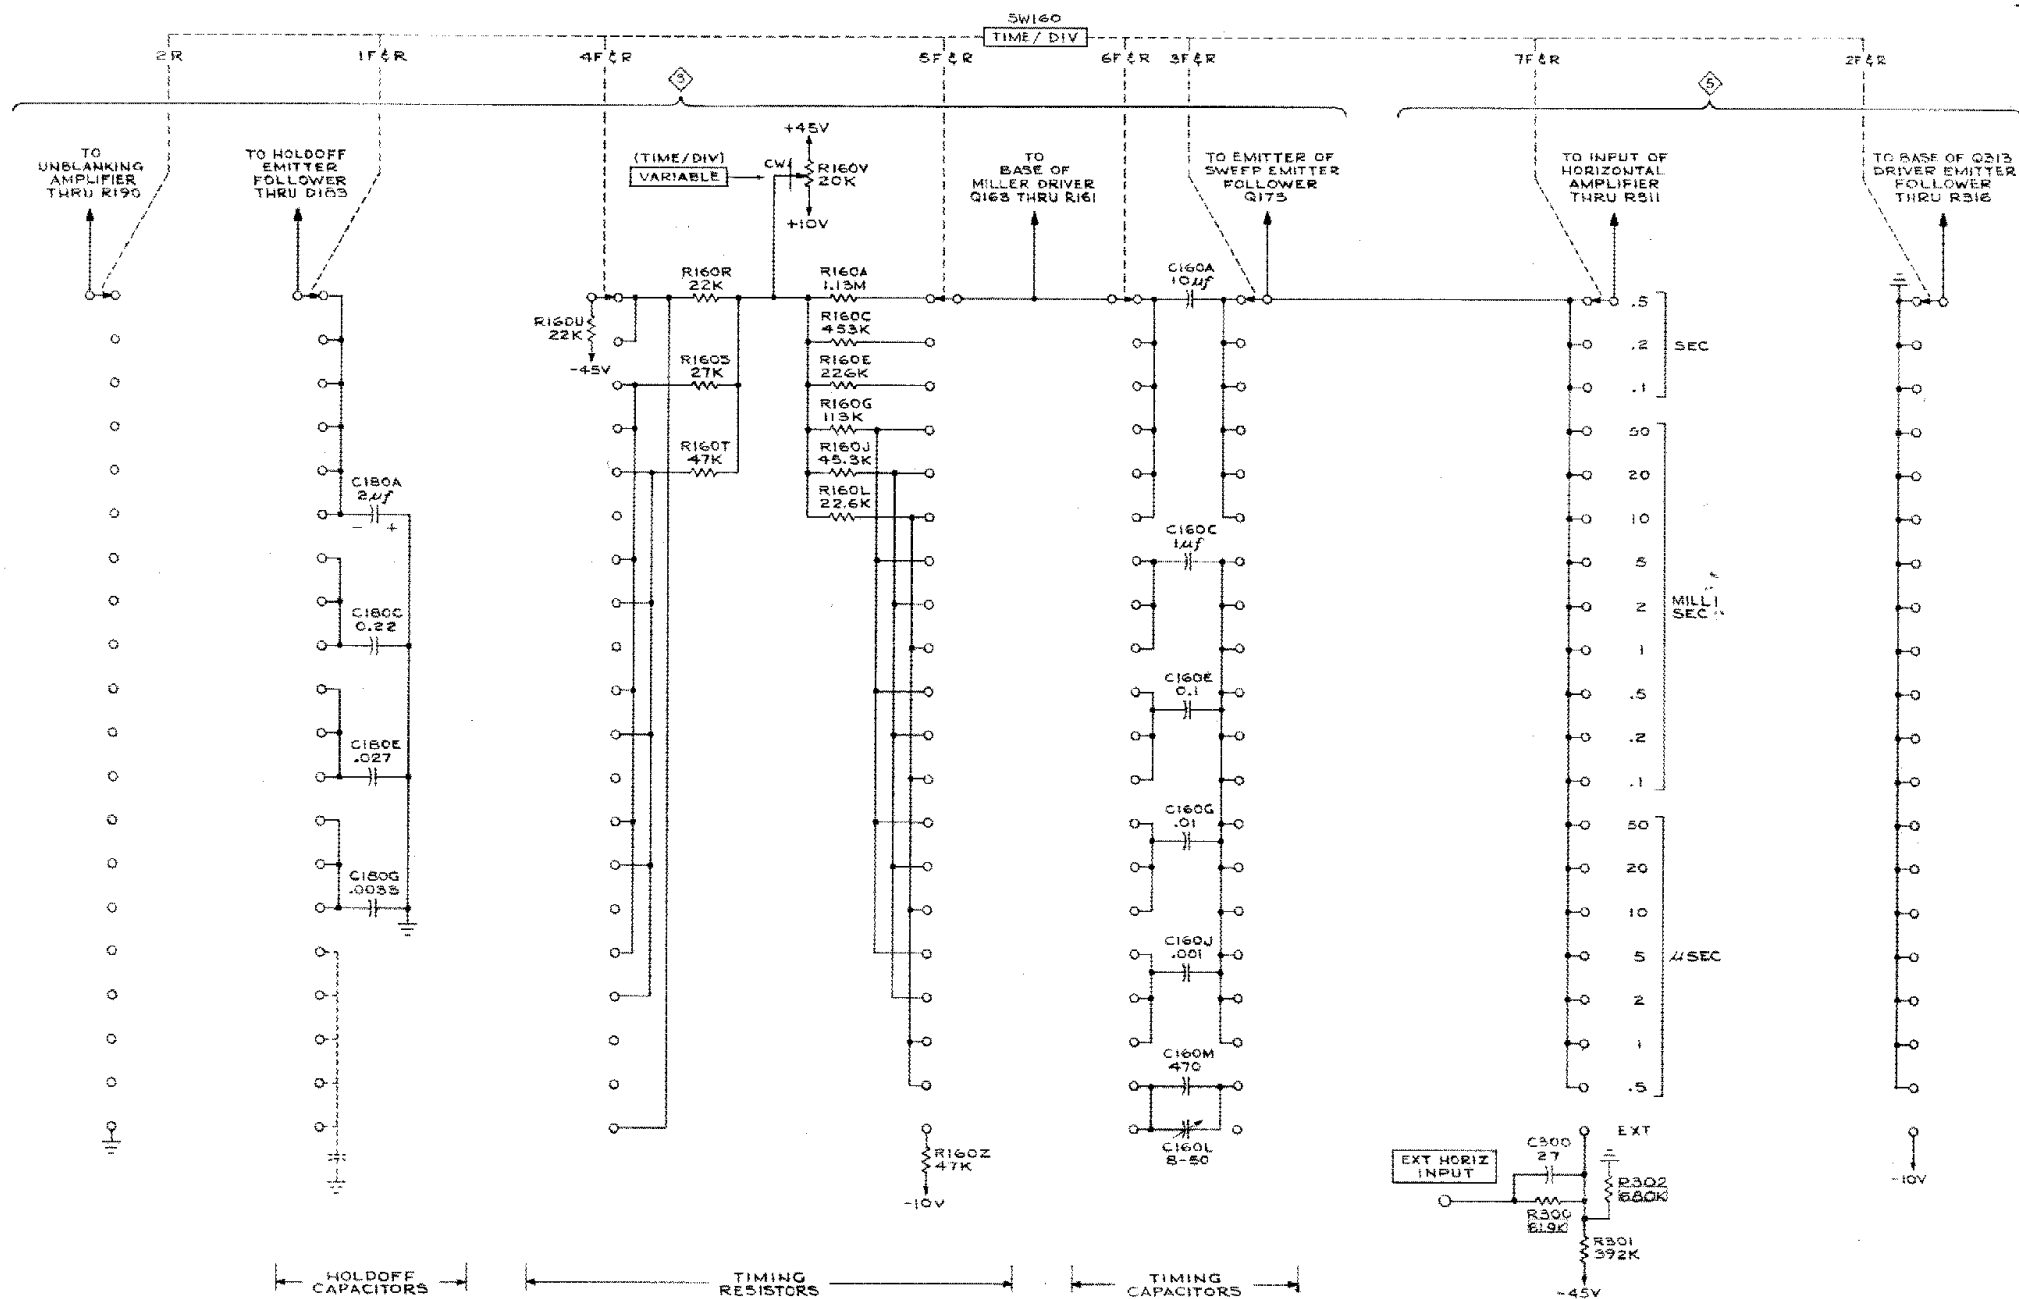 SW160
TIME/ DIV
2R
1F & R
4F & R
5F & R
6F & R
3F & R
7F & R
2F & R
3
5
TO
UNBLANKING
AMPLIFIER
THRU R190
TO HOLDOFF
EMITTER
FOLLOWER
THRU D183
(TIME/DIV)
VARIABLE
CW
+45V
R160V
20K
+10V
TO
BASE OF
MILLER DRIVER
Q163 THRU R161
TO EMITTER OF
SWEEP EMITTER
FOLLOWER
Q173
TO INPUT OF
HORIZONTAL
AMPLIFIER
THRU R311
TO BASE OF Q313
DRIVER EMITTER
FOLLOWER
THRU R316
R160U
22K
-45V
R160R
22K
R160S
27K
R160T
47K
R160A
1.13M
R160C
453K
R160E
226K
R160G
113K
R160J
45.3K
R160L
22.6K
R160Z
47K
-10V
C180A
2µf
- +
C180C
0.22
C180E
.027
C180G
.0033
C160A
10µf
C160C
1µf
C160E
0.1
C160G
.01
C160J
.001
C160M
470
C160L
8-50
.5
.2
.1
SEC
50
20
10
5
2
1
.5
.2
.1
MILLI
SEC
50
20
10
5
2
1
.5
µSEC
EXT
EXT HORIZ
INPUT
C300
27
R300
R302
680K
R301
392K
-45V
-10V
HOLDOFF
CAPACITORS
TIMING
RESISTORS
TIMING
CAPACITORS